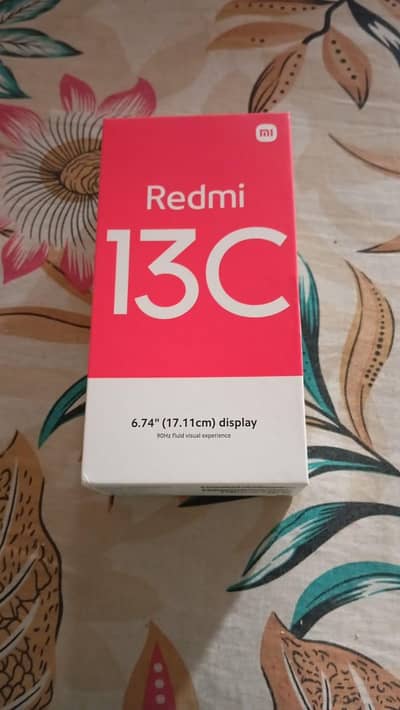 mi
Redmi
13C
6.74" (17.11cm) display
90Hz fluid visual experience